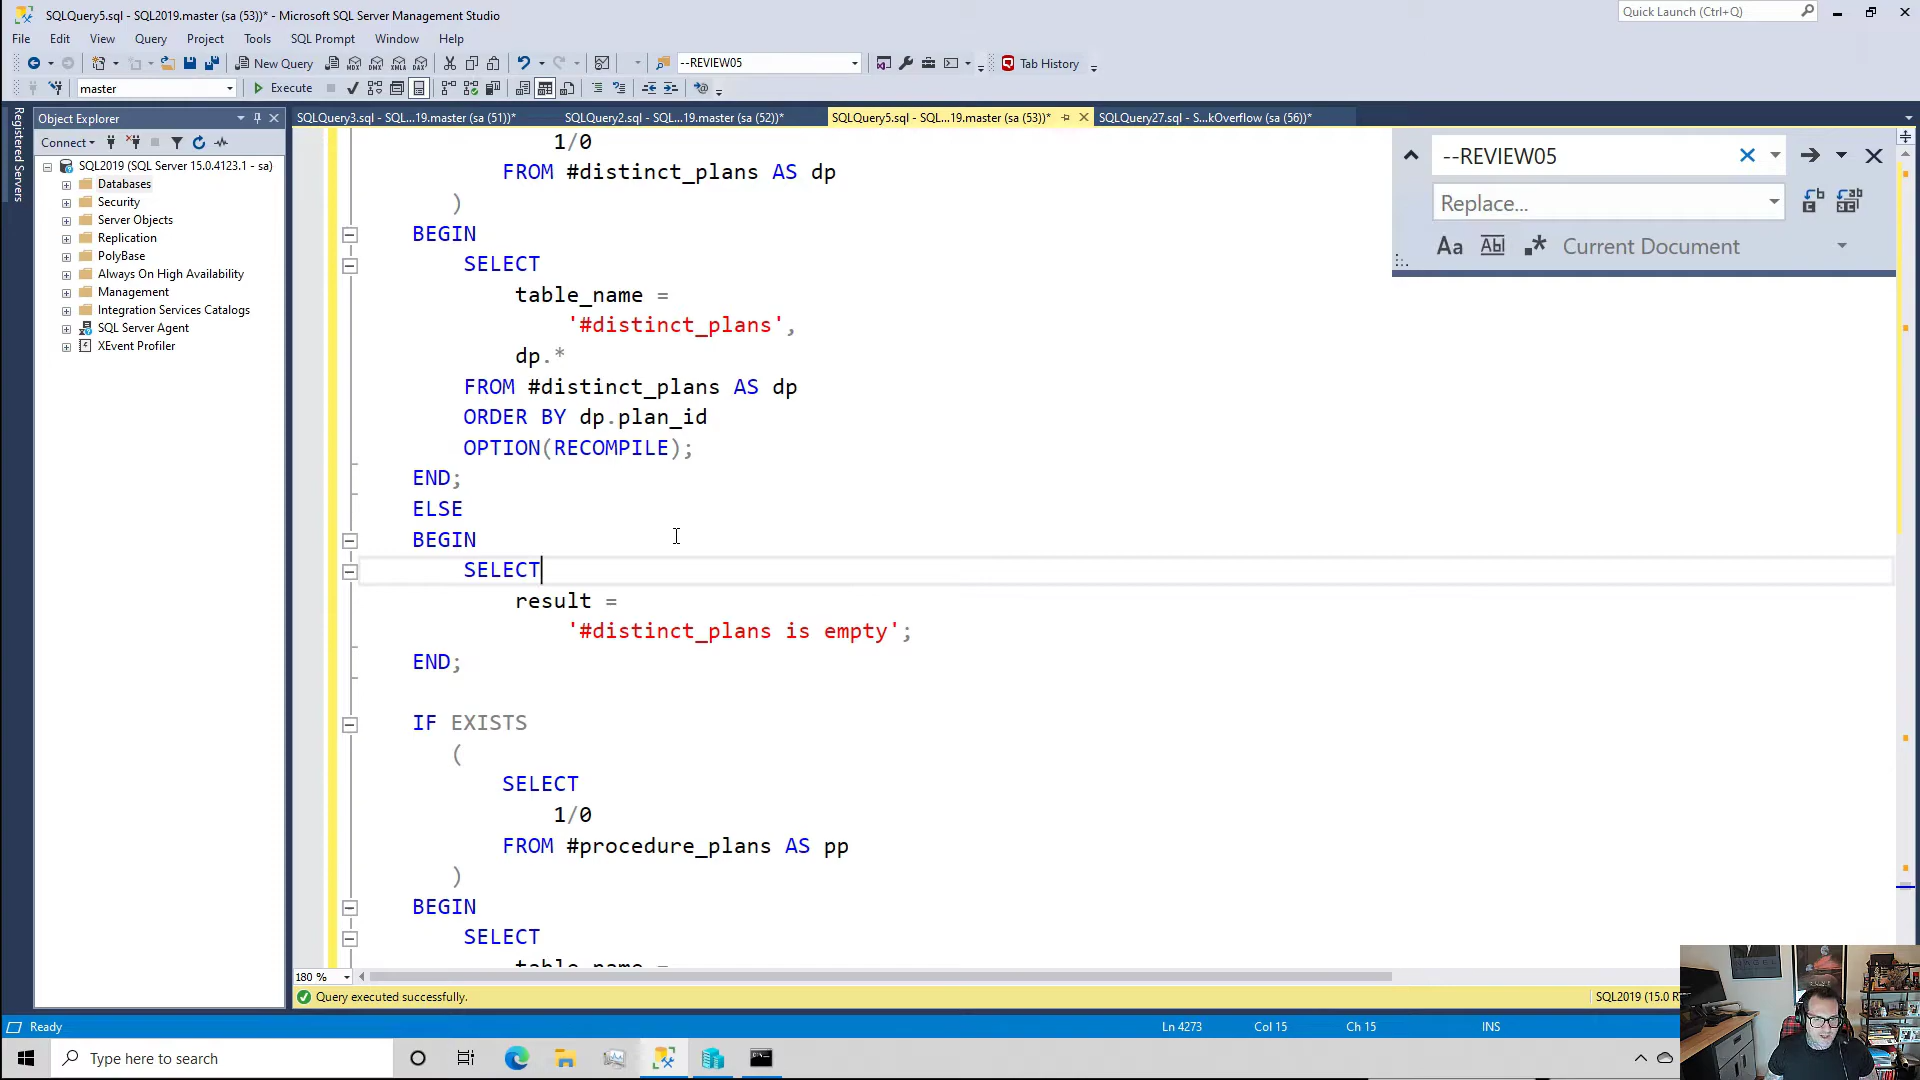 SQLQuery5.sql - SQL2019.master (sa (53))* - Microsoft SQL Server Management Studio
Quick Launch (Ctrl+Q)
File Edit View Query Project Tools SQL Prompt Window Help
New Query
--REVIEW05
Tab History
master
Execute
Registered Servers
Object Explorer
SQLQuery3.sql - SQL...19.master (sa (51))*
SQLQuery2.sql - SQL...19.master (sa (52))*
SQLQuery5.sql - SQL...19.master (sa (53))*
SQLQuery27.sql - S...kOverflow (sa (56))*
Connect
SQL2019 (SQL Server 15.0.4123.1 - sa)
Databases
Security
Server Objects
Replication
PolyBase
Always On High Availability
Management
Integration Services Catalogs
SQL Server Agent
XEvent Profiler
--REVIEW05
Replace...
Aa Abl Current Document
1/0
FROM #distinct_plans AS dp
)
BEGIN
SELECT
table_name =
'#distinct_plans',
dp.*
FROM #distinct_plans AS dp
ORDER BY dp.plan_id
OPTION(RECOMPILE);
END;
ELSE
BEGIN
SELECT
result =
'#distinct_plans is empty';
END;
IF EXISTS
(
SELECT
1/0
FROM #procedure_plans AS pp
)
BEGIN
SELECT
table_name =
180 %
Query executed successfully.
SQL2019 (15.0 RT
Ready
Ln 4273 Col 15 Ch 15 INS
Type here to search